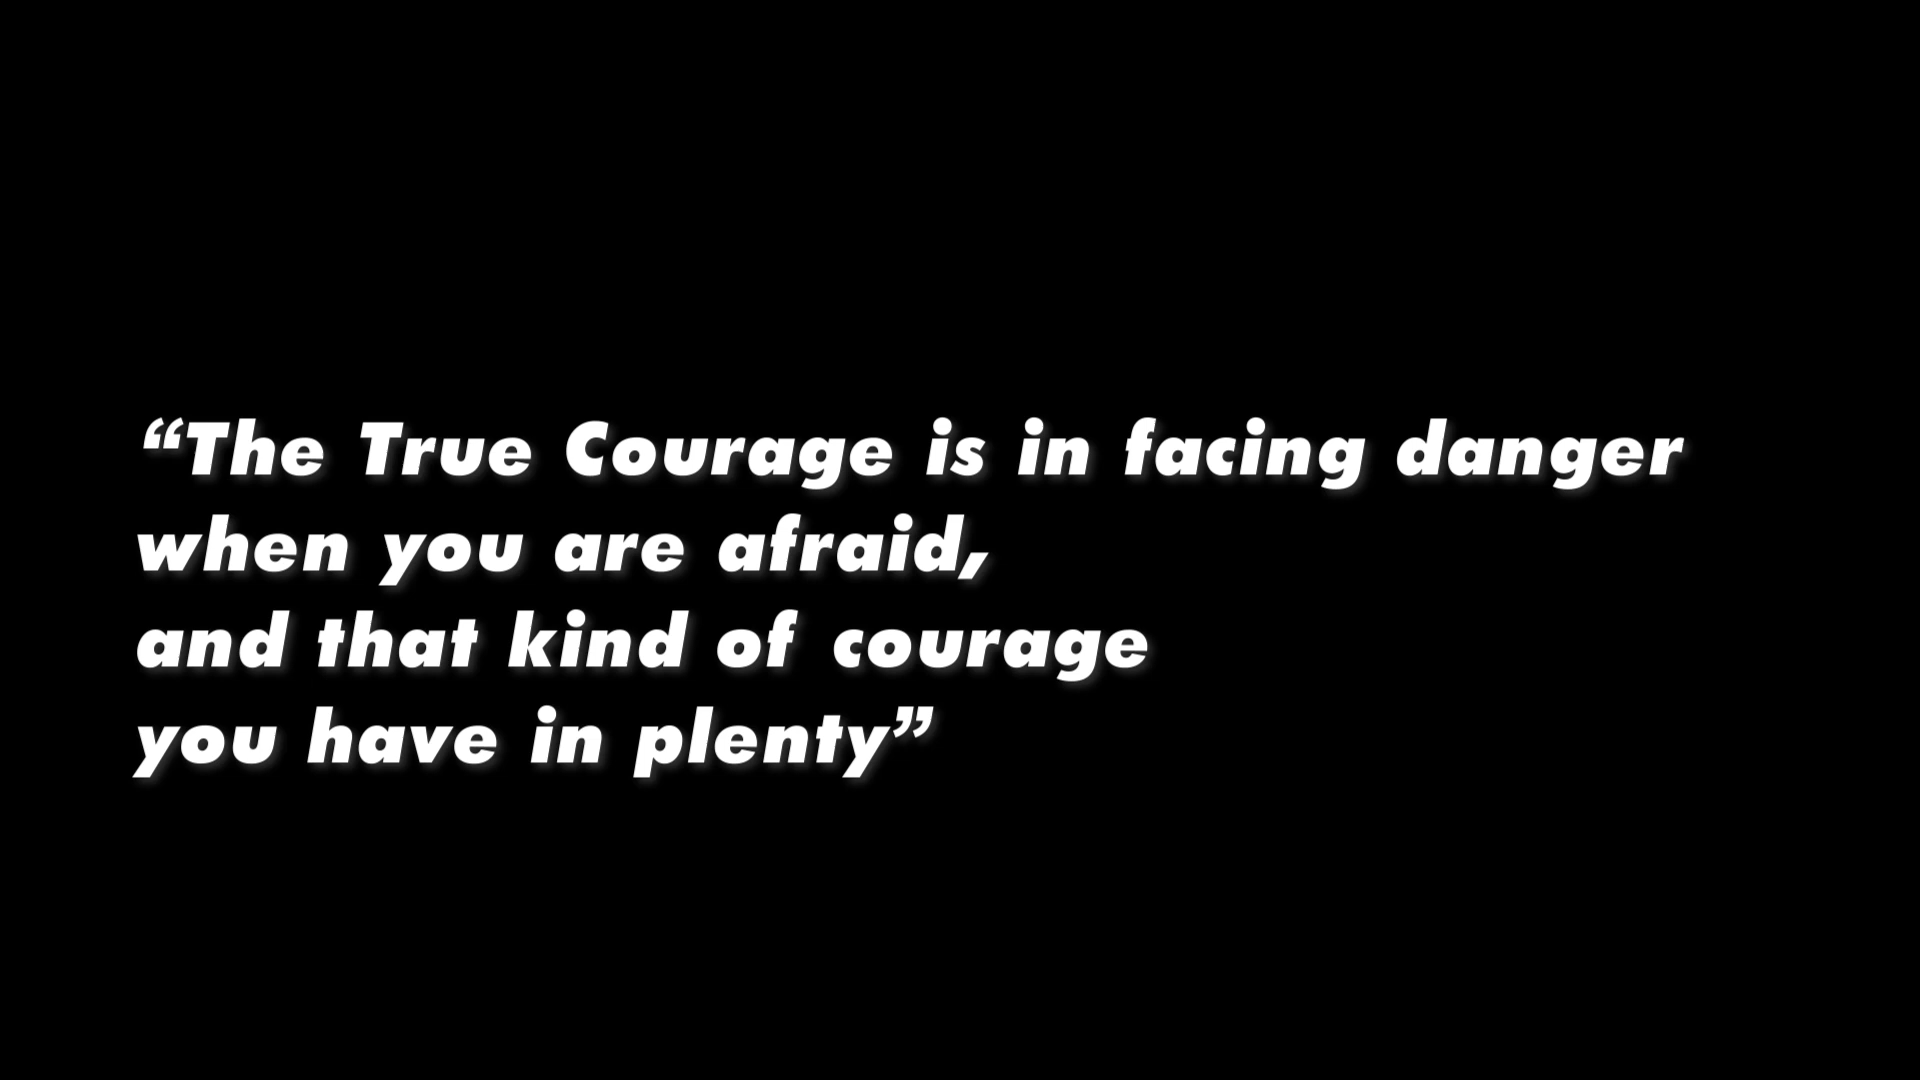 “The True Courage is in facing danger
when you are afraid,
and that kind of courage
you have in plenty”